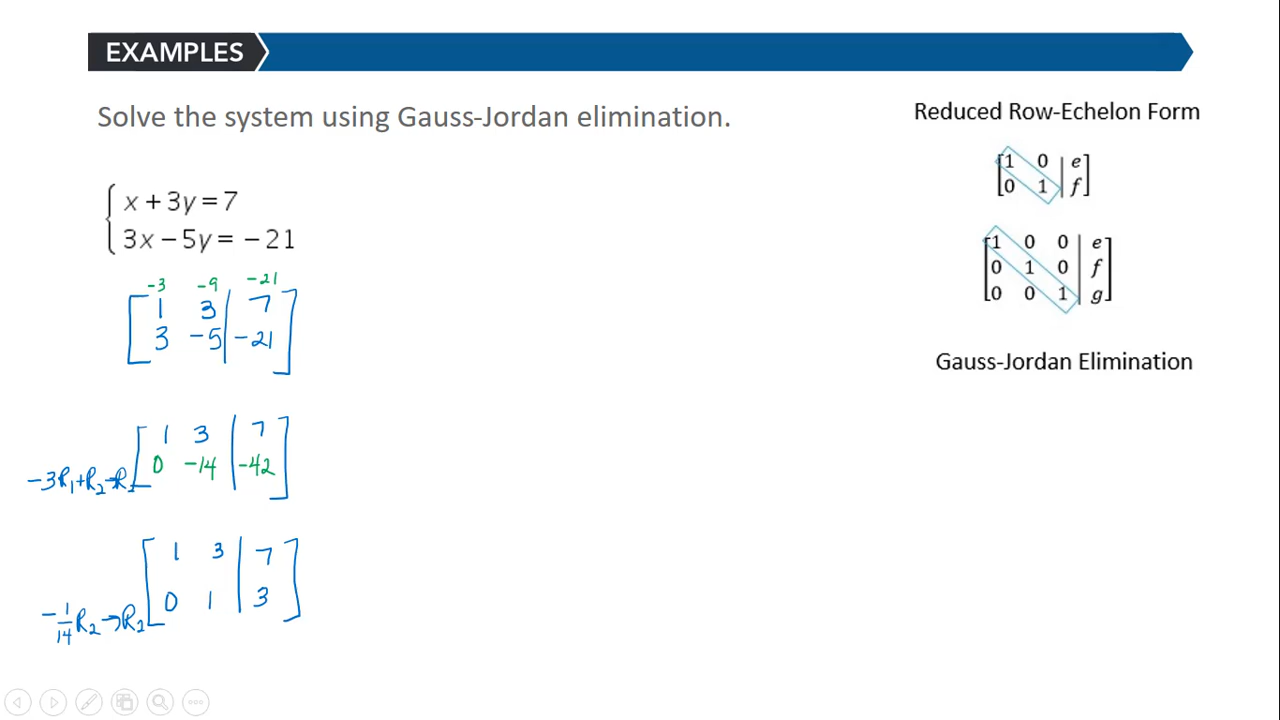 EXAMPLES
Solve the system using Gauss-Jordan elimination.
x + 3y = 7
3x − 5y = − 21
-3 -9 -21
1 3 | 7
3 -5 | -21
1 3 | 7
-3R₁+R₂→R₂ 0 -14 | -42
1 3 | 7
-1/14 R₂→R₂ 0 1 | 3
Reduced Row-Echelon Form
1 0 | e
0 1 | f
1 0 0 | e
0 1 0 | f
0 0 1 | g
Gauss-Jordan Elimination